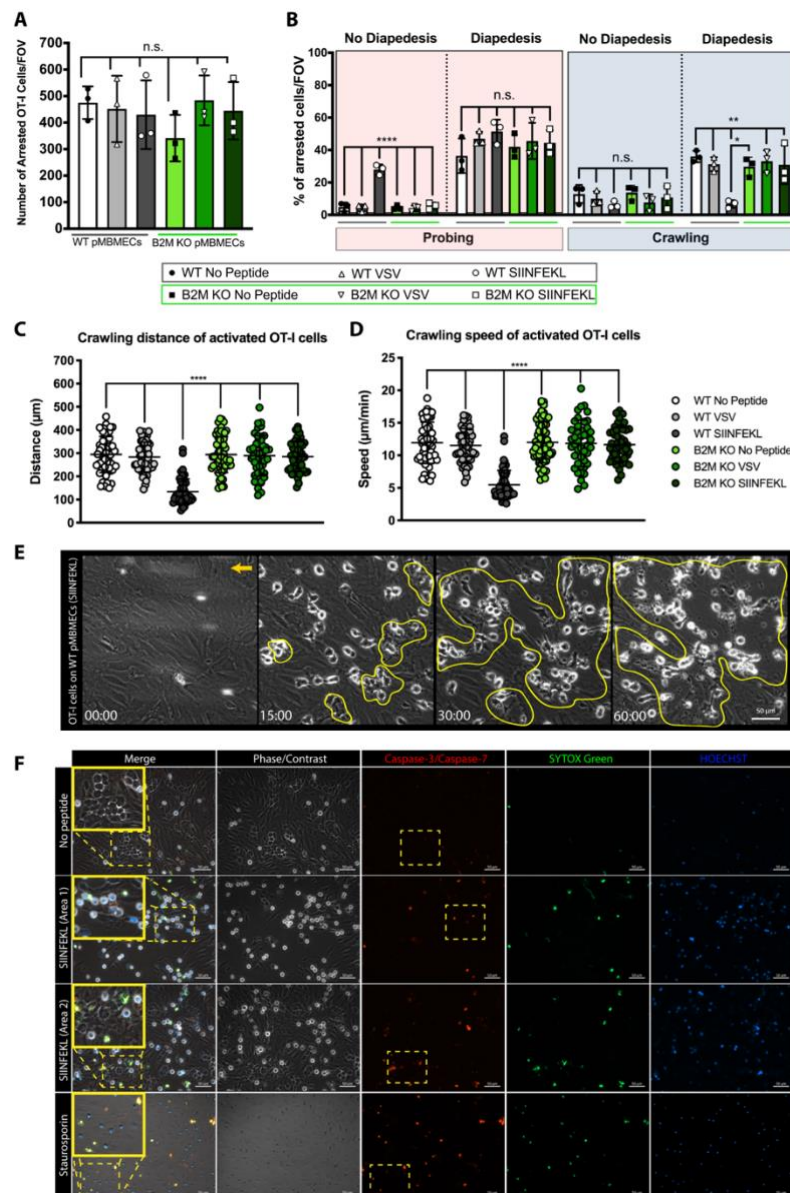 A
Number of Arrested OT-I Cells/FOV
700
600
500
400
300
200
100
0
n.s.
WT pMBMECs
B2M KO pMBMECs
B
No Diapedesis
Diapedesis
No Diapedesis
Diapedesis
% of arrested cells/FOV
100
80
60
40
20
0
****
n.s.
n.s.
**
*
Probing
Crawling
WT No Peptide
WT VSV
WT SIINFEKL
B2M KO No Peptide
B2M KO VSV
B2M KO SIINFEKL
C
Crawling distance of activated OT-I cells
Distance (µm)
700
600
500
400
300
200
100
0
****
D
Crawling speed of activated OT-I cells
Speed (µm/min)
25
20
15
10
5
0
****
WT No Peptide
WT VSV
WT SIINFEKL
B2M KO No Peptide
B2M KO VSV
B2M KO SIINFEKL
E
OT-I cells on WT pMBMECs (SIINFEKL)
00:00
15:00
30:00
60:00
50 µm
F
Merge
Phase/Contrast
Caspase-3/Caspase-7
SYTOX Green
HOECHST
No peptide
SIINFEKL (Area 1)
SIINFEKL (Area 2)
Staurosporin